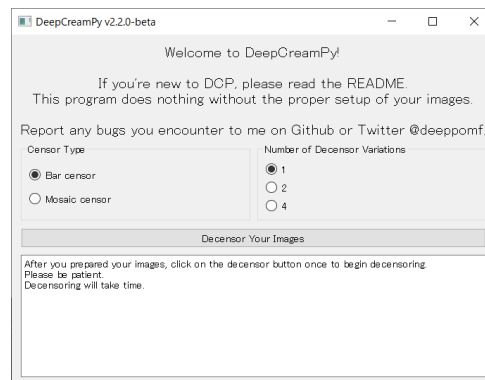 DeepCreamPy v2.2.0-beta
Welcome to DeepCreamPy!
If you're new to DCP, please read the README.
This program does nothing without the proper setup of your images.
Report any bugs you encounter to me on Github or Twitter @deeppomf.
Censor Type
Number of Decensor Variations
Bar censor
1
2
Mosaic censor
4
Decensor Your Images
After you prepared your images, click on the decensor button once to begin decensoring.
Please be patient.
Decensoring will take time.